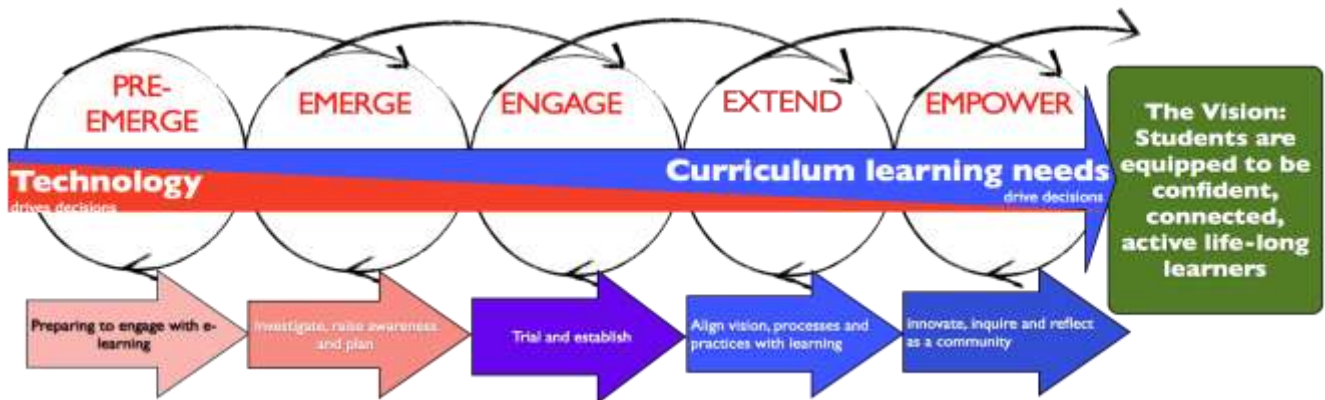 PRE-
EMERGE
EMERGE
ENGAGE
EXTEND
EMPOWER
Technology
drives decisions
Curriculum learning needs
drive decisions
The Vision:
Students are
equipped to be
confident,
connected,
active life-long
learners
Preparing to engage with e-
learning
Investigate, raise awareness
and plan
Trial and establish
Align vision, processes and
practices with learning
Innovate, inquire and reflect
as a community